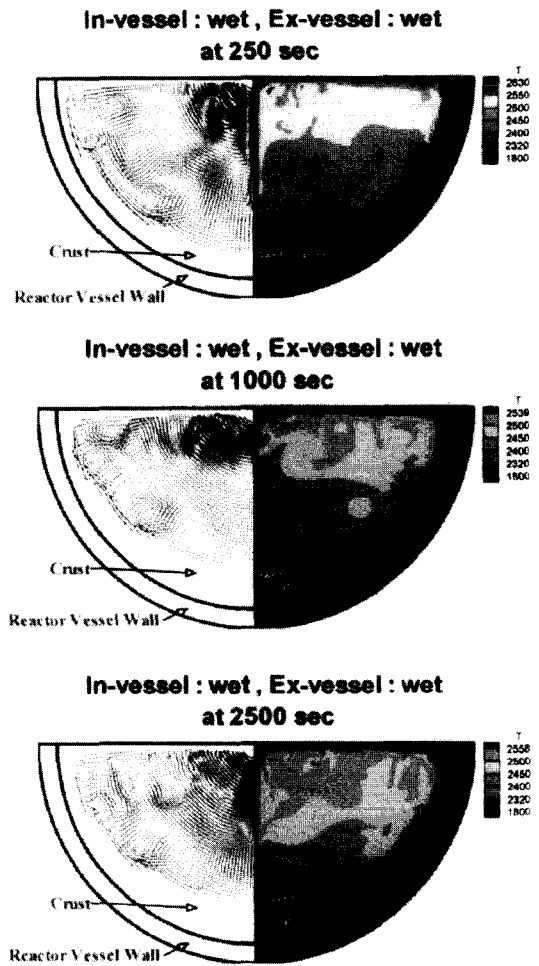 In-vessel : wet , Ex-vessel : wet
at 250 sec
T
2630
2550
2500
2450
2400
2320
1800
Crust
Reactor Vessel Wall
In-vessel : wet , Ex-vessel : wet
at 1000 sec
T
2539
2500
2450
2400
2320
1800
Crust
Reactor Vessel Wall
In-vessel : wet , Ex-vessel : wet
at 2500 sec
T
2558
2500
2450
2400
2320
1800
Crust
Reactor Vessel Wall